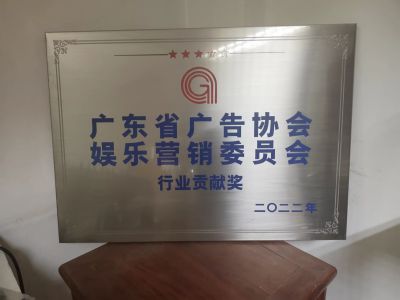 广东省广告协会
娱乐营销委员会
行业贡献奖
二〇二二年